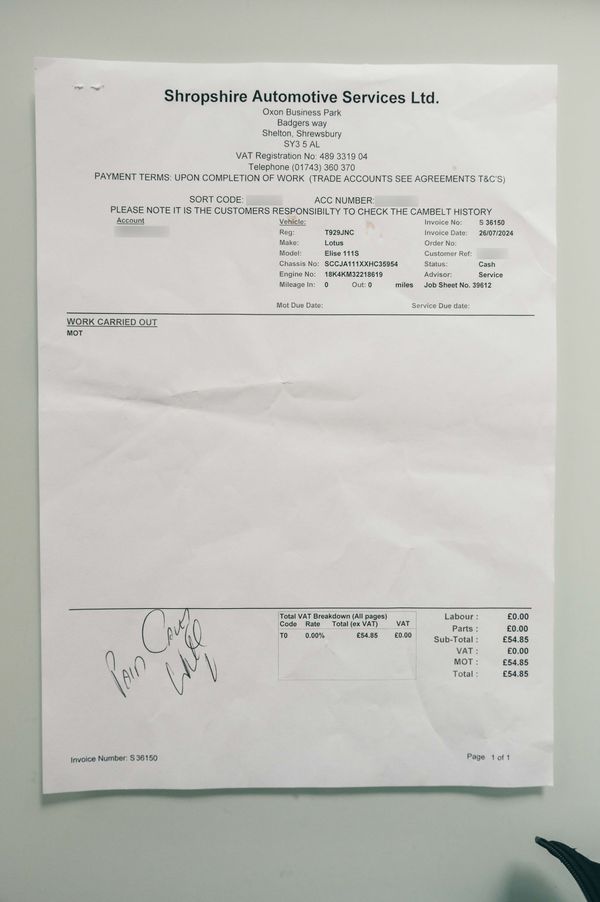 Shropshire Automotive Services Ltd.
Oxon Business Park
Badgers way
Shelton, Shrewsbury
SY3 5 AL
VAT Registration No: 489 3319 04
Telephone (01743) 360 370
PAYMENT TERMS: UPON COMPLETION OF WORK (TRADE ACCOUNTS SEE AGREEMENTS T&C'S)
SORT CODE: ACC NUMBER:
PLEASE NOTE IT IS THE CUSTOMERS RESPONSIBILTY TO CHECK THE CAMBELT HISTORY
Account Vehicle: Invoice No: S 36150
Reg: T929JNC Invoice Date: 26/07/2024
Make: Lotus Order No:
Model: Elise 111S Customer Ref:
Chassis No: SCCJA111XXHC35954 Status: Cash
Engine No: 18K4KM32218619 Advisor: Service
Mileage In: 0 Out: 0 miles Job Sheet No. 39612
Mot Due Date: Service Due date:
WORK CARRIED OUT
MOT
Total VAT Breakdown (All pages) Labour : £0.00
Code Rate Total (ex VAT) VAT Parts : £0.00
T0 0.00% £54.85 £0.00 Sub-Total : £54.85
VAT : £0.00
MOT : £54.85
Total : £54.85
PAID
Invoice Number: S 36150 Page 1 of 1